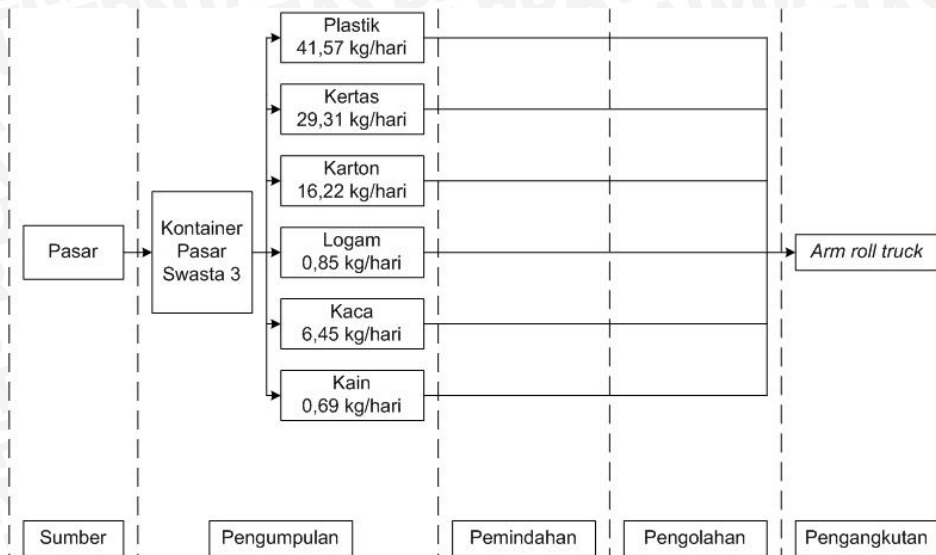 Plastik
41,57 kg/hari
Kertas
29,31 kg/hari
Karton
16,22 kg/hari
Pasar
Kontainer
Pasar
Swasta 3
Logam
0,85 kg/hari
Arm roll truck
Kaca
6,45 kg/hari
Kain
0,69 kg/hari
Sumber
Pengumpulan
Pemindahan
Pengolahan
Pengangkutan